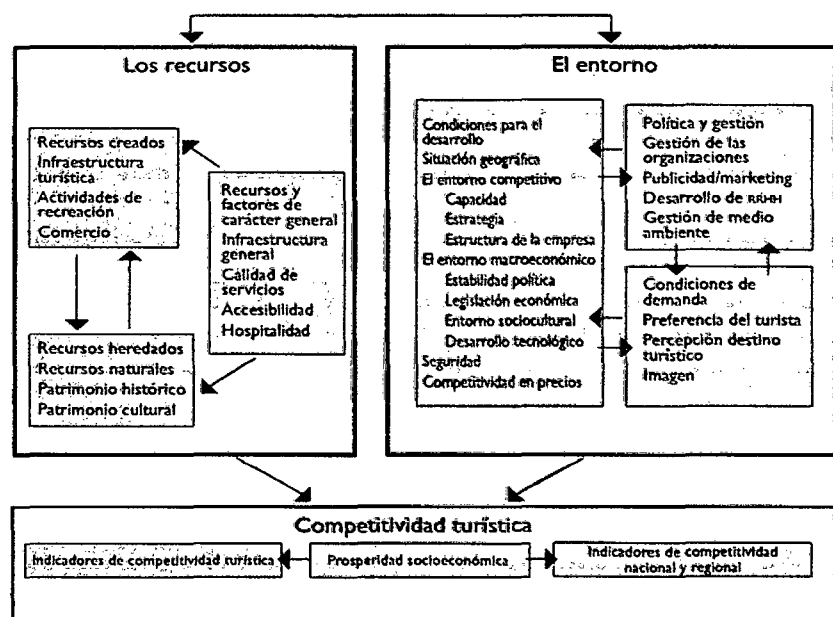 Los recursos
Recursos creados
Infraestructura
turística
Actividades de
recreación
Comercio
Recursos y
factores de
carácter general
Infraestructura
general
Calidad de
servicios
Accesibilidad
Hospitalidad
Recursos heredados
Recursos naturales
Patrimonio histórico
Patrimonio cultural
El entorno
Condiciones para el
desarrollo
Situación geográfica
El entorno competitivo
Capacidad
Estrategia
Estructura de la empresa
El entorno macroeconómico
Estabilidad política
Legislación económica
Entorno sociocultural
Desarrollo tecnológico
Seguridad
Competitividad en precios
Política y gestión
Gestión de las
organizaciones
Publicidad/marketing
Desarrollo de RRHH
Gestión de medio
ambiente
Condiciones de
demanda
Preferencia del turista
Percepción destino
turístico
Imagen
Competitividad turística
Indicadores de competitividad turística
Prosperidad socioeconómica
Indicadores de competitividad
nacional y regional